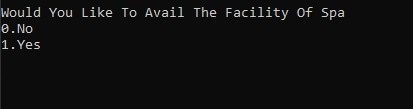 Would You Like To Avail The Facility Of Spa
0.No
1.Yes